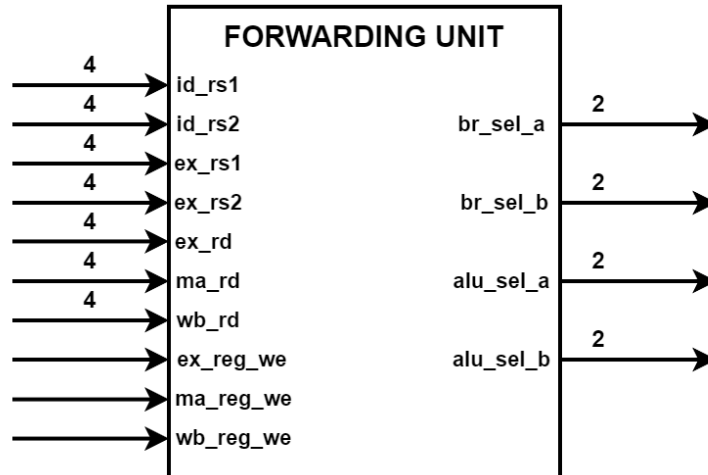 FORWARDING UNIT
4 id_rs1
4 id_rs2
4 ex_rs1
4 ex_rs2
4 ex_rd
4 ma_rd
4 wb_rd
ex_reg_we
ma_reg_we
wb_reg_we
br_sel_a 2
br_sel_b 2
alu_sel_a 2
alu_sel_b 2